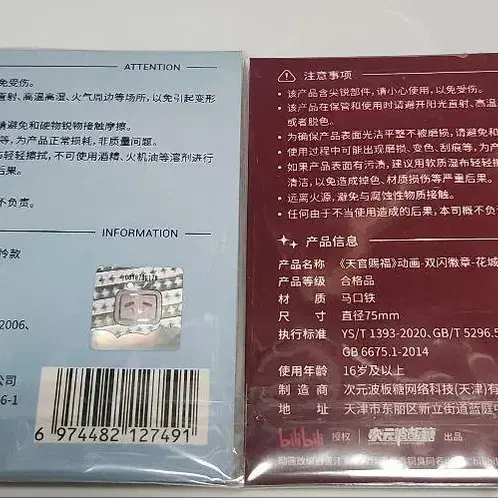 ATTENTION
免受伤。
直射、高温高湿、火气周边等场所,以免引起变形
请避免和硬物锐物接触摩擦。
等,为产品正常损耗,非质量问题。
轻轻擦拭,不可使用酒精、火机油等溶剂进行
后果。
不负责。
INFORMATION
怜款
2006、
公司
6-1
6 974482 127491
注意事项
该产品含尖锐部件,请小心使用,以免受伤。
该产品在保管和使用时请避开阳光直射、高温
或者脱色。
为确保产品表面光洁平整不被磨损,请避免和
使用过程中可能出现磨损、变色、刮痕等,为产
如果产品表面有污渍,建议用软质湿布轻轻
清洁,以免造成掉色、材质损伤等严重后果。
远离火源,避免与腐蚀性物质接触。
任何由于不当使用造成的后果,本司概不负责
产品信息
产品名称 《天官赐福》动画-双闪徽章-花城
产品等级 合格品
材 质 马口铁
尺 寸 直径75mm
执行标准 YS/T 1393-2020、GB/T 5296.5
GB 6675.1-2014
使用年龄 16岁及以上
制 造 商 次元波板糖网络科技(天津)有
地 址 天津市东丽区新立街道蓝庭
bilibili 授权 次元波板糖 出品